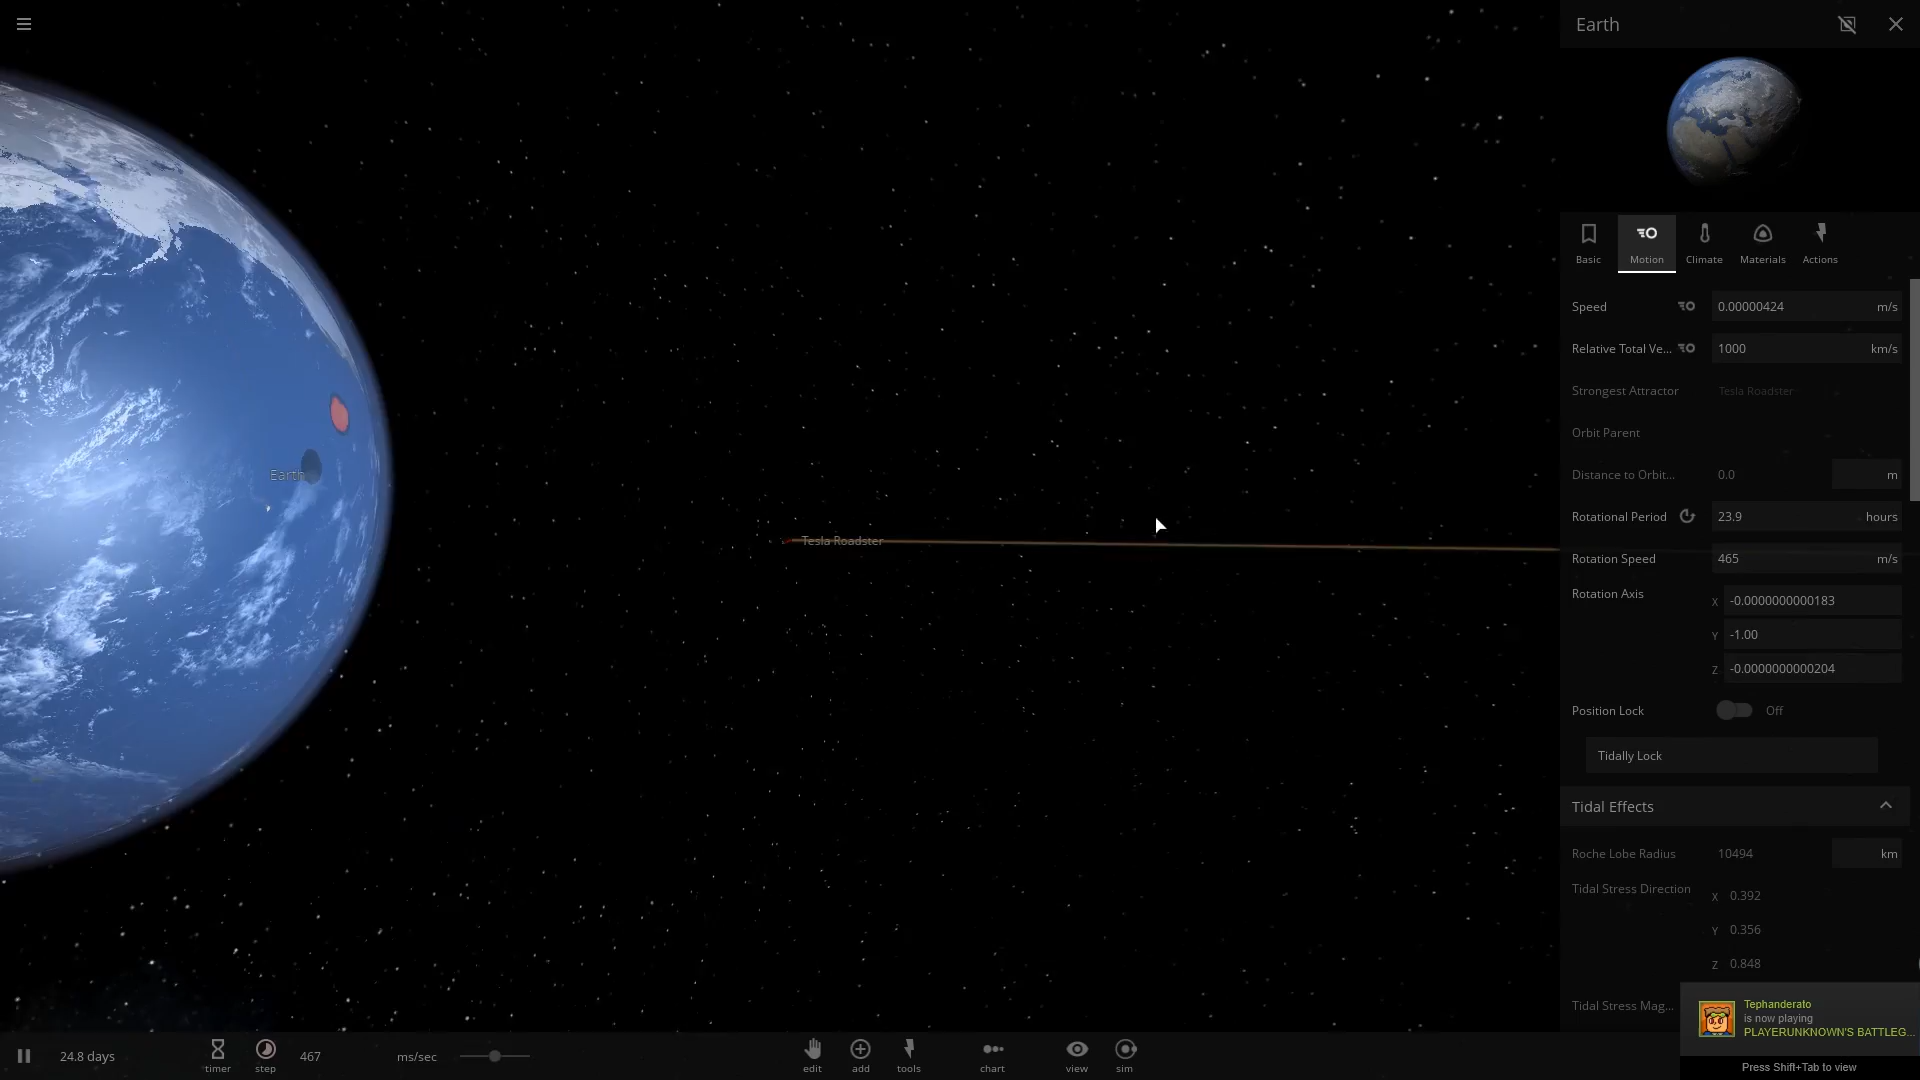 Earth
Basic
Motion
Climate
Materials
Actions
Speed 0.00000424 m/s
Relative Total Ve... 1000 km/s
Strongest Attractor Tesla Roadster
Orbit Parent
Distance to Orbit... 0.0 m
Rotational Period 23.9 hours
Rotation Speed 465 m/s
Rotation Axis X -0.0000000000183
Y -1.00
Z -0.0000000000204
Position Lock Off
Tidally Lock
Tidal Effects
Roche Lobe Radius 10494 km
Tidal Stress Direction X 0.392
Y 0.356
Z 0.848
Tidal Stress Mag...
Earth
Tesla Roadster
Tephanderato
is now playing
PLAYERUNKNOWN'S BATTLEG...
Press Shift+Tab to view
24.8 days
timer
step
467 ms/sec
edit
add
tools
chart
view
sim